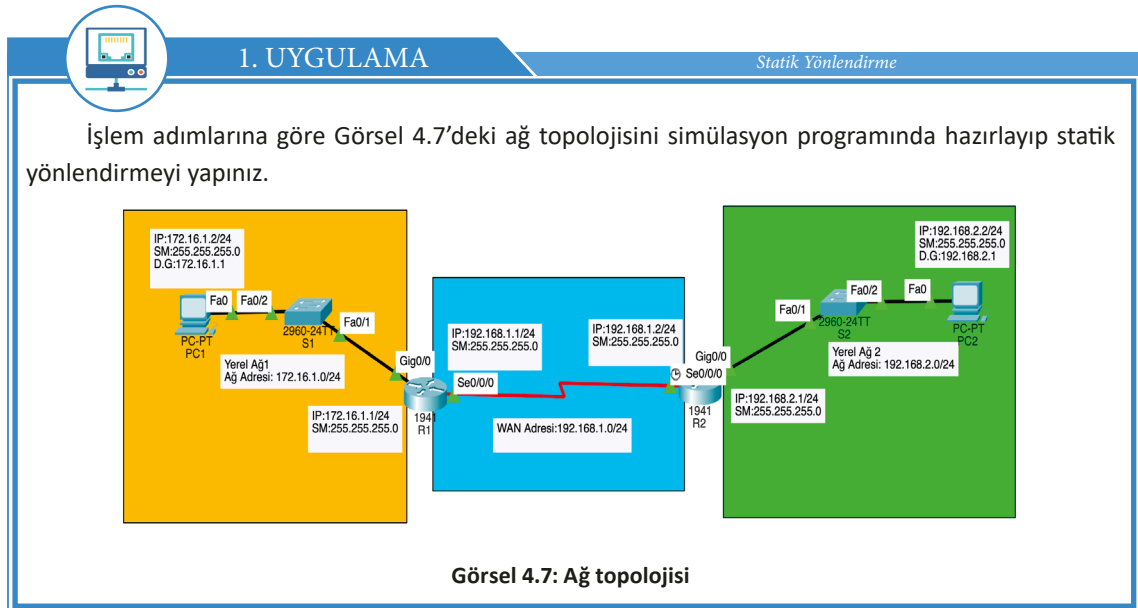 1. UYGULAMA
Statik Yönlendirme
İşlem adımlarına göre Görsel 4.7’deki ağ topolojisini simülasyon programında hazırlayıp statik
yönlendirmeyi yapınız.
IP:172.16.1.2/24
SM:255.255.255.0
D.G:172.16.1.1
Fa0
Fa0/2
PC-PT
PC1
2960-24TT
S1
Fa0/1
Yerel Ağ1
Ağ Adresi: 172.16.1.0/24
Gig0/0
IP:172.16.1.1/24
SM:255.255.255.0
1941
R1
IP:192.168.1.1/24
SM:255.255.255.0
Se0/0/0
WAN Adresi:192.168.1.0/24
IP:192.168.1.2/24
SM:255.255.255.0
Gig0/0
Se0/0/0
1941
R2
IP:192.168.2.1/24
SM:255.255.255.0
Fa0/1
Fa0/2
2960-24TT
S2
Yerel Ağ 2
Ağ Adresi: 192.168.2.0/24
IP:192.168.2.2/24
SM:255.255.255.0
D.G:192.168.2.1
Fa0
PC-PT
PC2
Görsel 4.7: Ağ topolojisi